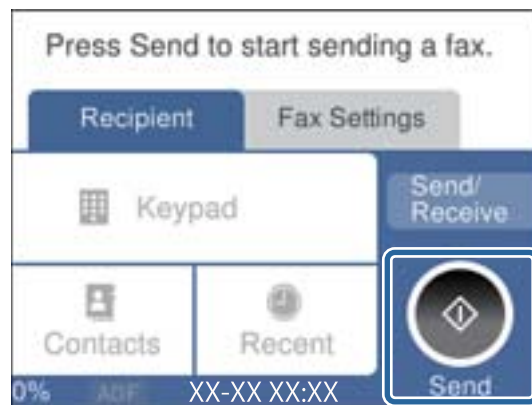 Press Send to start sending a fax.
Recipient
Fax Settings
Keypad
Send/
Receive
Contacts
Recent
0%
ADF
XX-XX XX:XX
Send